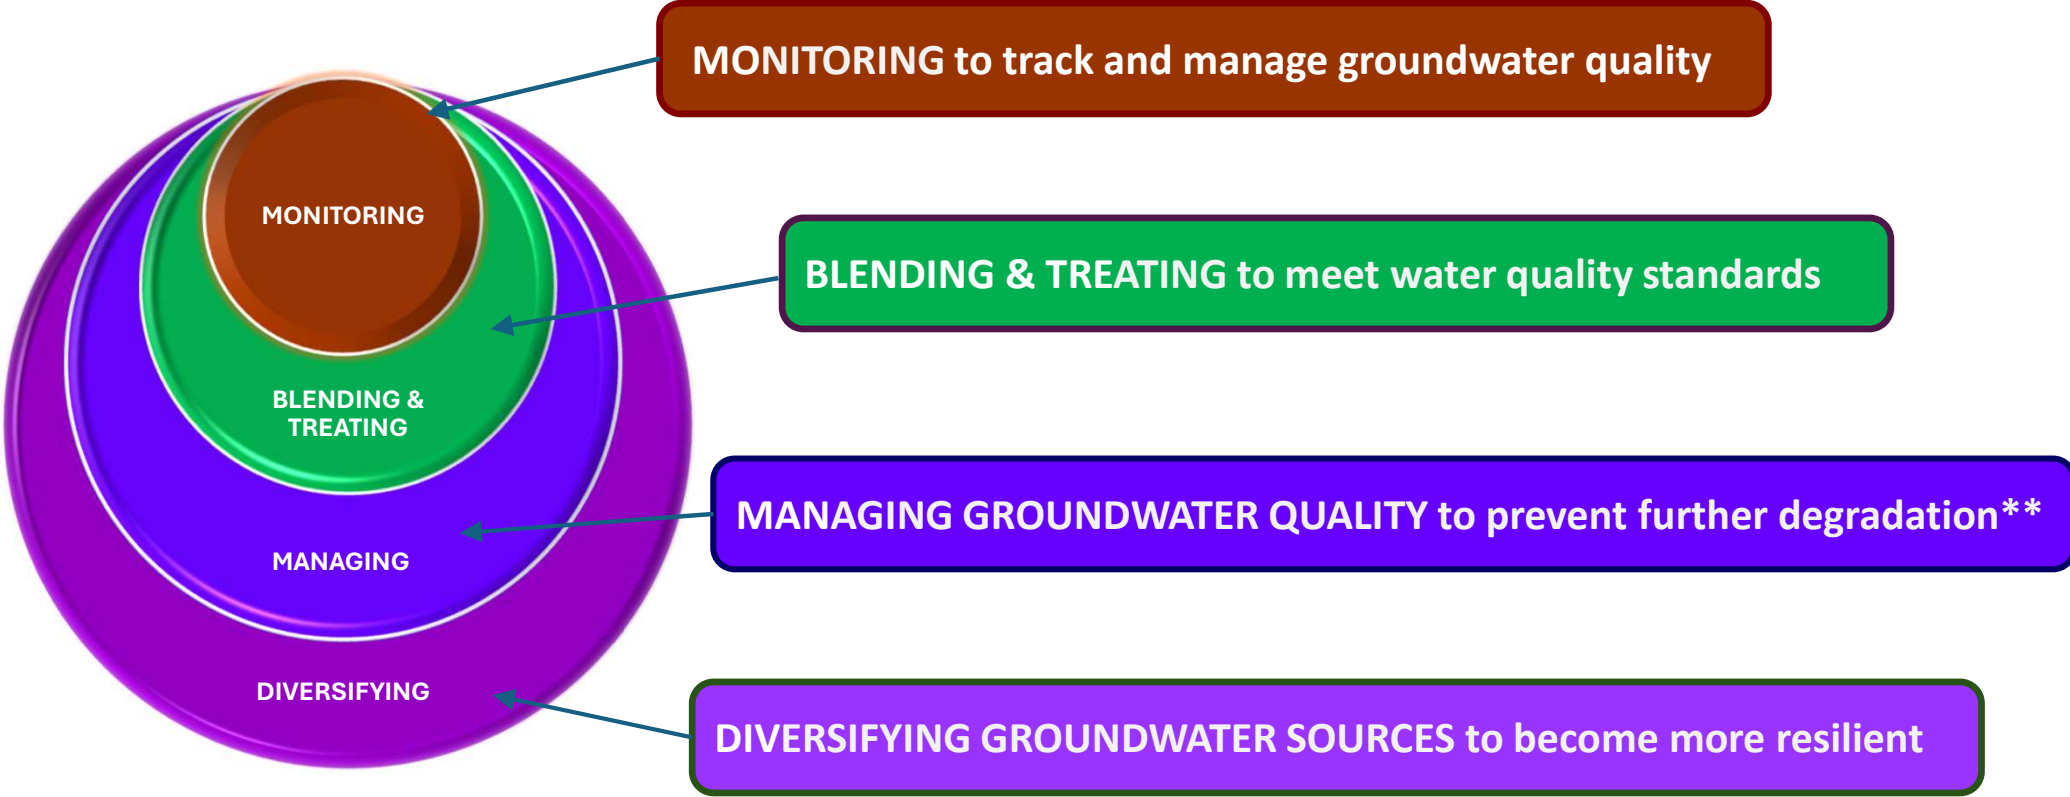 MONITORING to track and manage groundwater quality
MONITORING
BLENDING & TREATING to meet water quality standards
BLENDING &
TREATING
MANAGING GROUNDWATER QUALITY to prevent further degradation**
MANAGING
DIVERSIFYING
DIVERSIFYING GROUNDWATER SOURCES to become more resilient